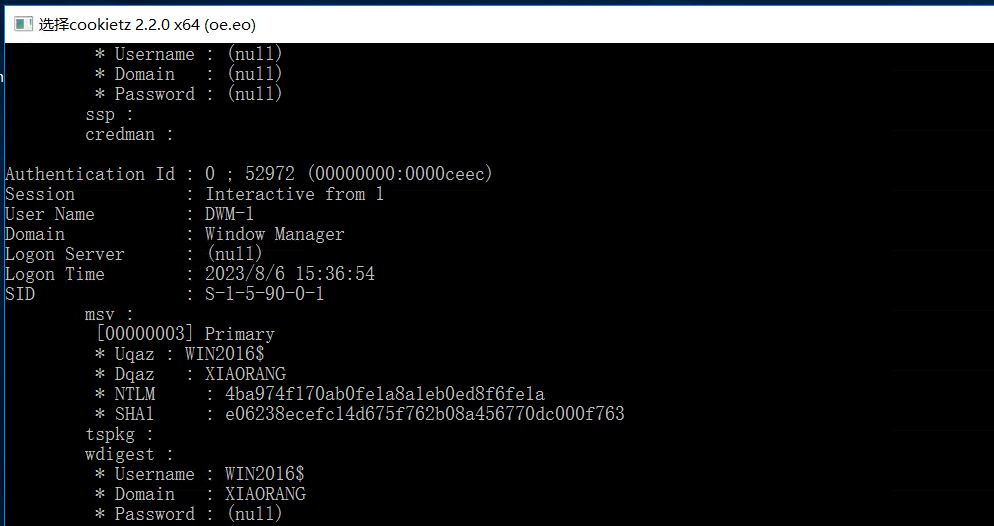 选择cookietz 2.2.0 x64 (oe.eo)
* Username : (null)
* Domain : (null)
* Password : (null)
ssp :
credman :
Authentication Id : 0 ; 52972 (00000000:0000ceec)
Session : Interactive from 1
User Name : DWM-1
Domain : Window Manager
Logon Server : (null)
Logon Time : 2023/8/6 15:36:54
SID : S-1-5-90-0-1
msv :
[00000003] Primary
* Uqaz : WIN2016$
* Dqaz : XIAORANG
* NTLM : 4ba974f170ab0fe1a8a1eb0ed8f6fe1a
* SHA1 : e06238ecefc14d675f762b08a456770dc000f763
tspkg :
wdigest :
* Username : WIN2016$
* Domain : XIAORANG
* Password : (null)